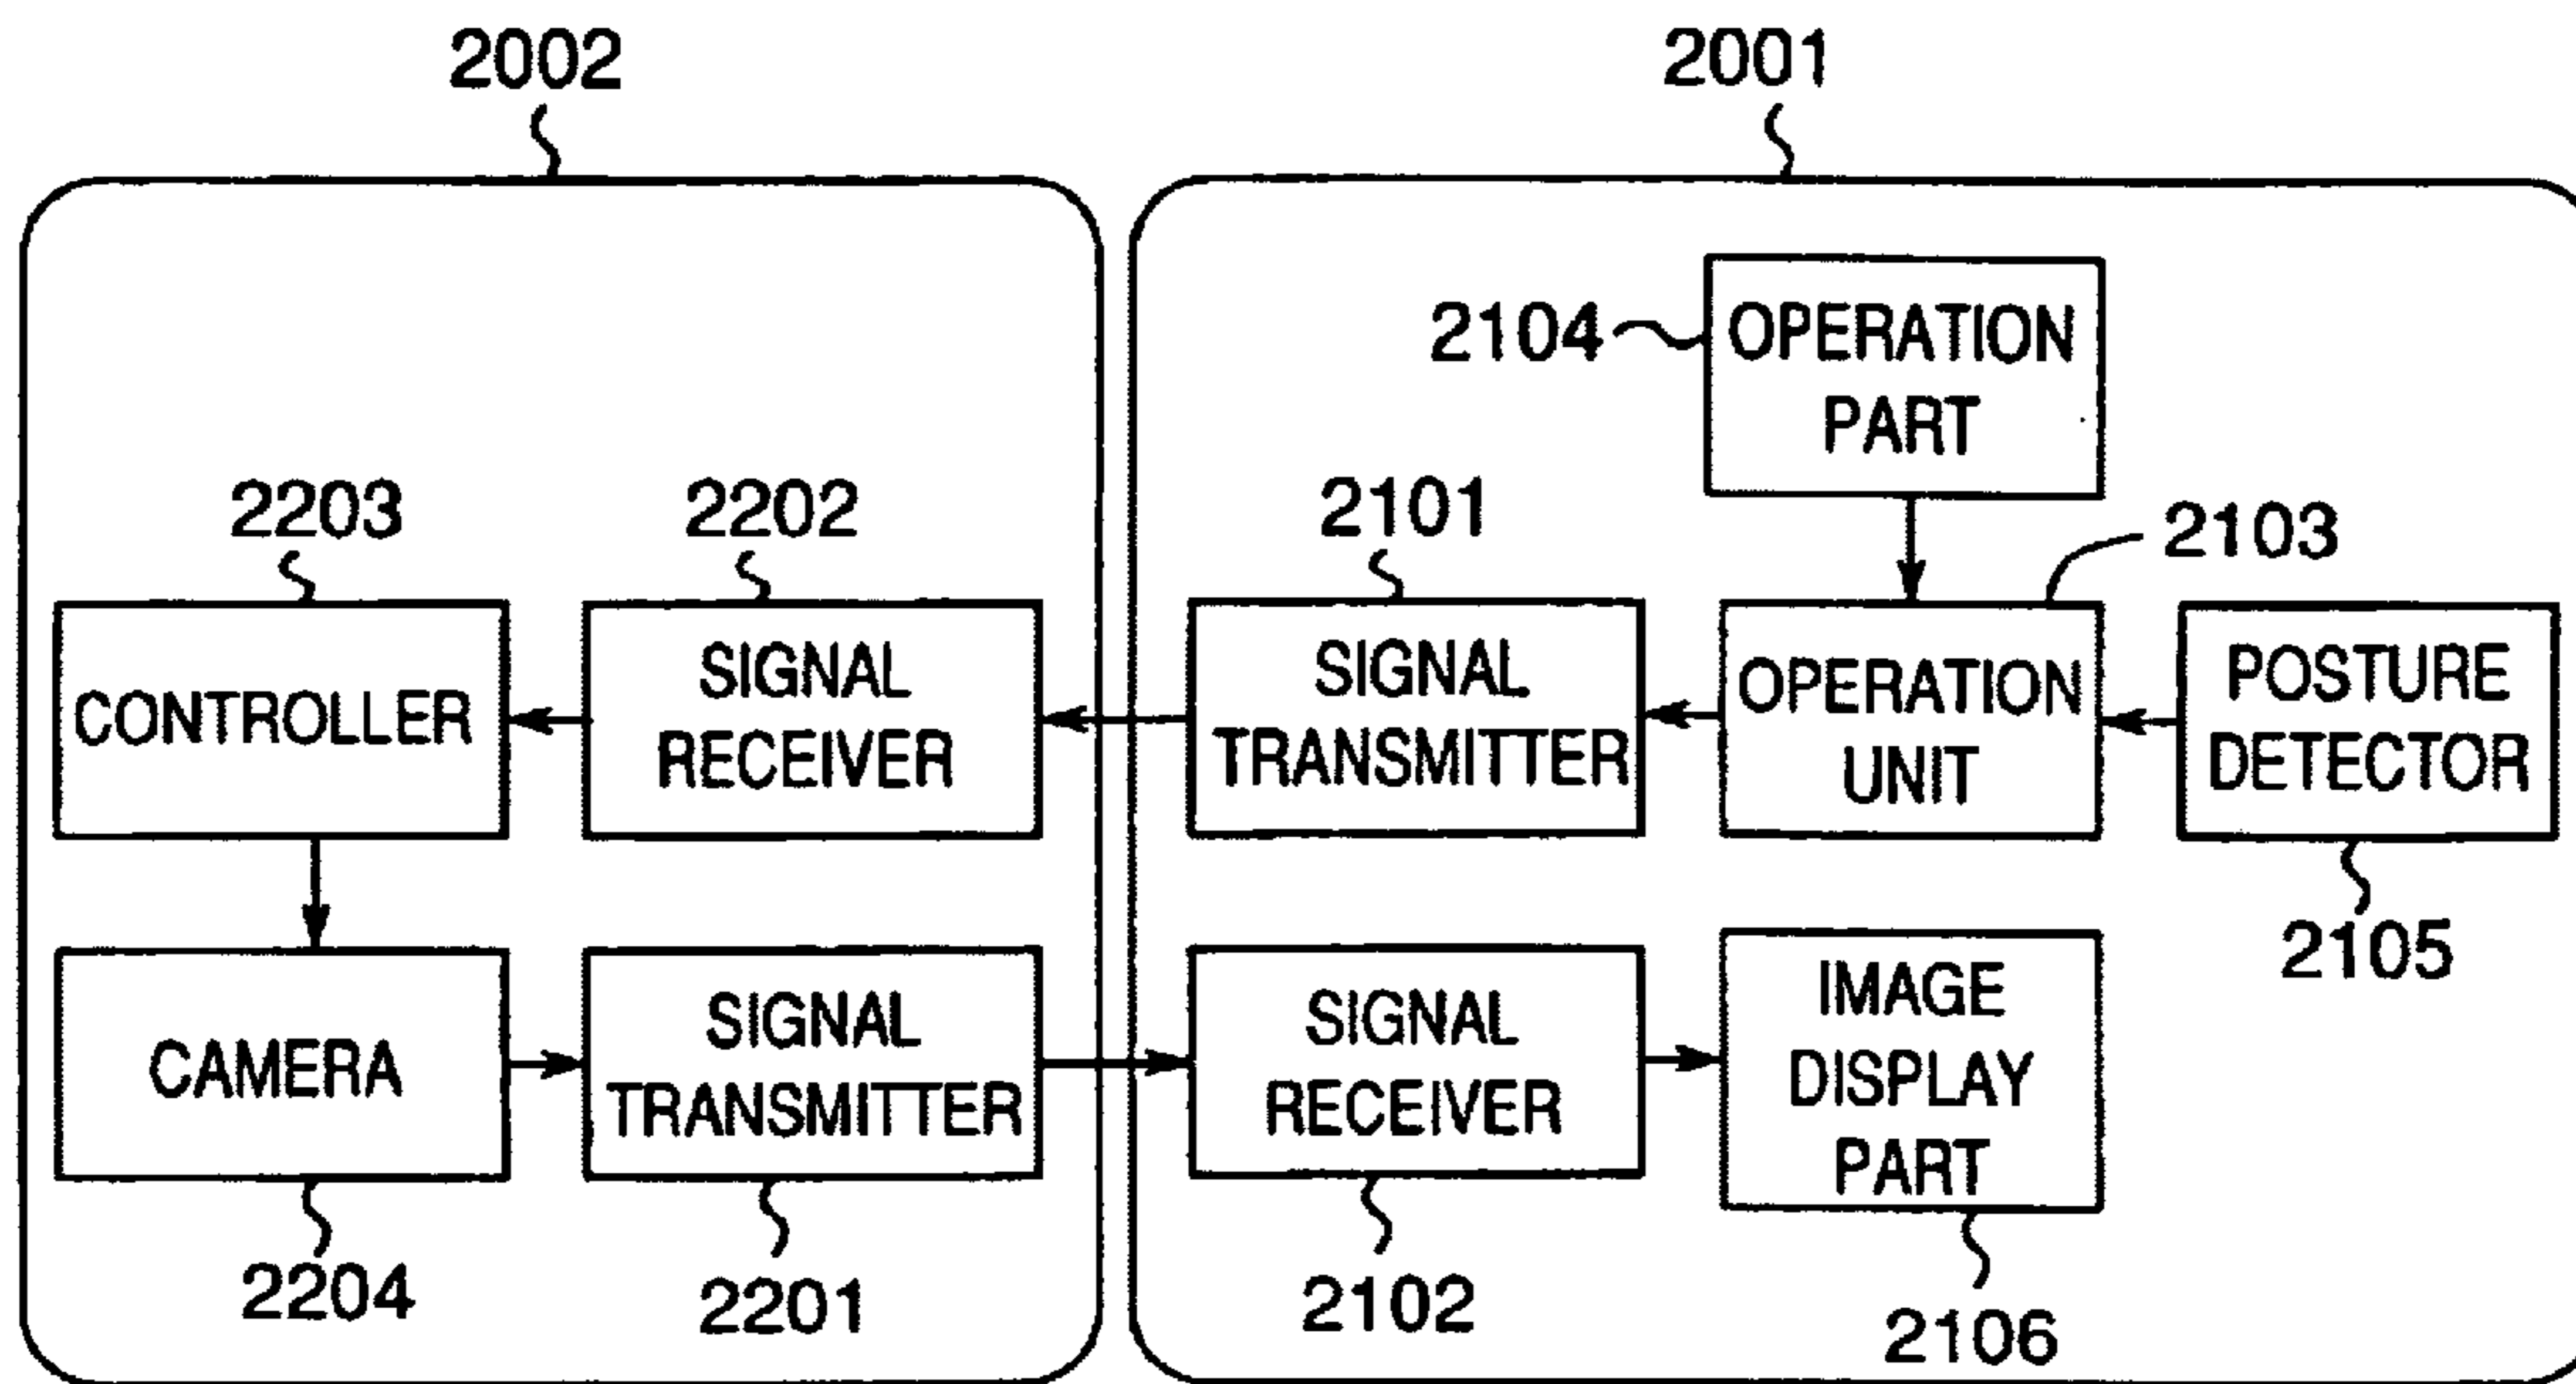 2002
2001
2104
OPERATION
PART
2203
2202
2101
2103
CONTROLLER
SIGNAL
RECEIVER
SIGNAL
TRANSMITTER
OPERATION
UNIT
POSTURE
DETECTOR
2105
CAMERA
SIGNAL
TRANSMITTER
SIGNAL
RECEIVER
IMAGE
DISPLAY
PART
2204
2201
2102
2106